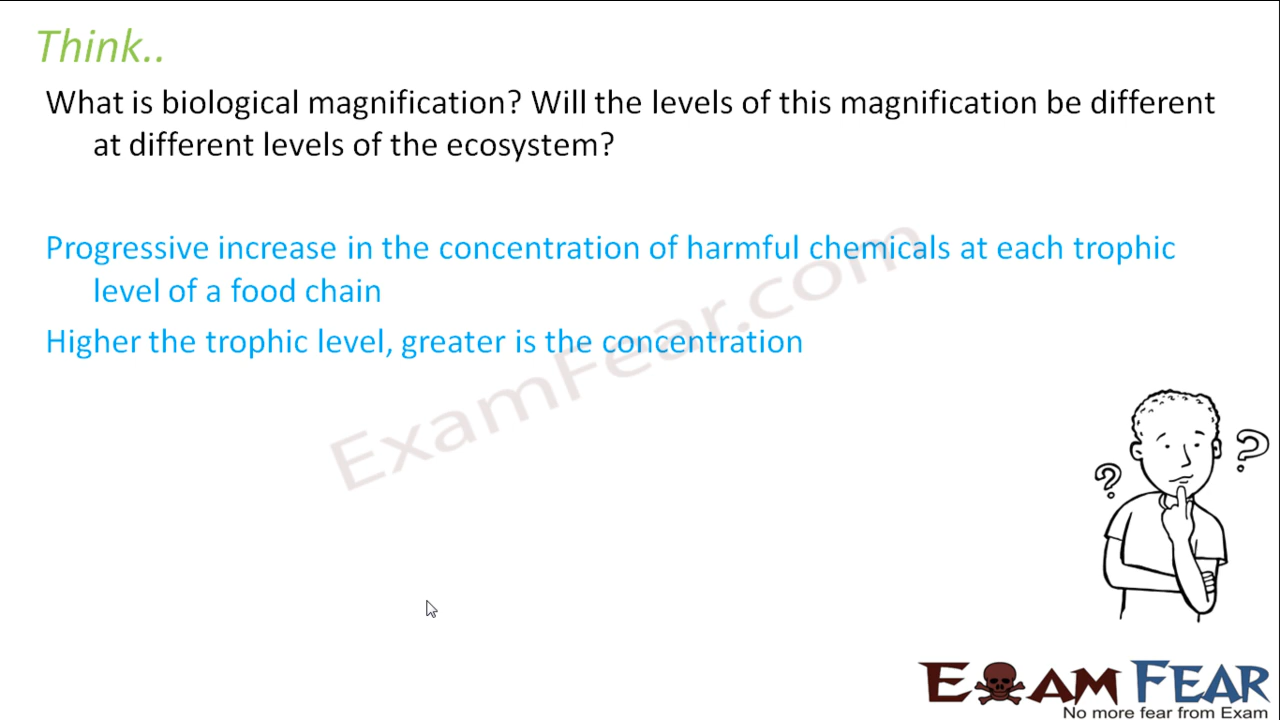 Think..
What is biological magnification? Will the levels of this magnification be different
at different levels of the ecosystem?
Progressive increase in the concentration of harmful chemicals at each trophic
level of a food chain
Higher the trophic level, greater is the concentration
ExamFear.com
? ?
EXAM FEAR
No more fear from Exam